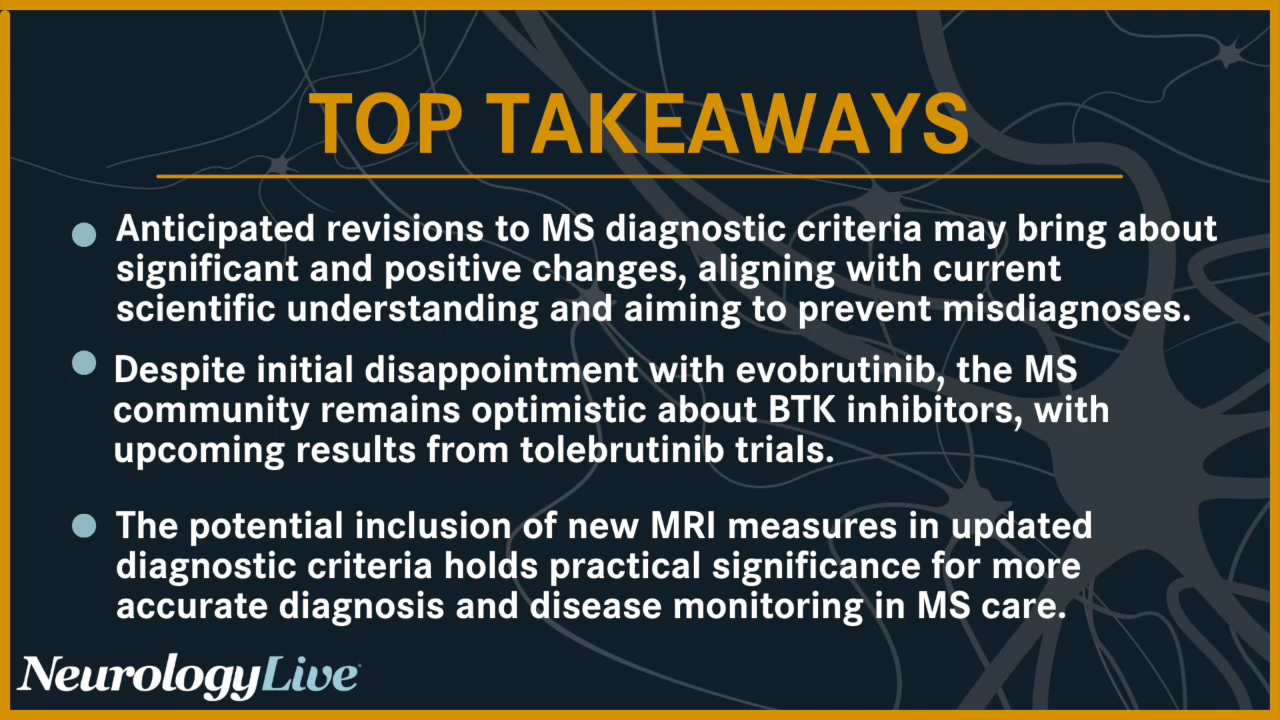 TOP TAKEAWAYS
Anticipated revisions to MS diagnostic criteria may bring about
significant and positive changes, aligning with current
scientific understanding and aiming to prevent misdiagnoses.
Despite initial disappointment with evobrutinib, the MS
community remains optimistic about BTK inhibitors, with
upcoming results from tolebrutinib trials.
The potential inclusion of new MRI measures in updated
diagnostic criteria holds practical significance for more
accurate diagnosis and disease monitoring in MS care.
NeurologyLive